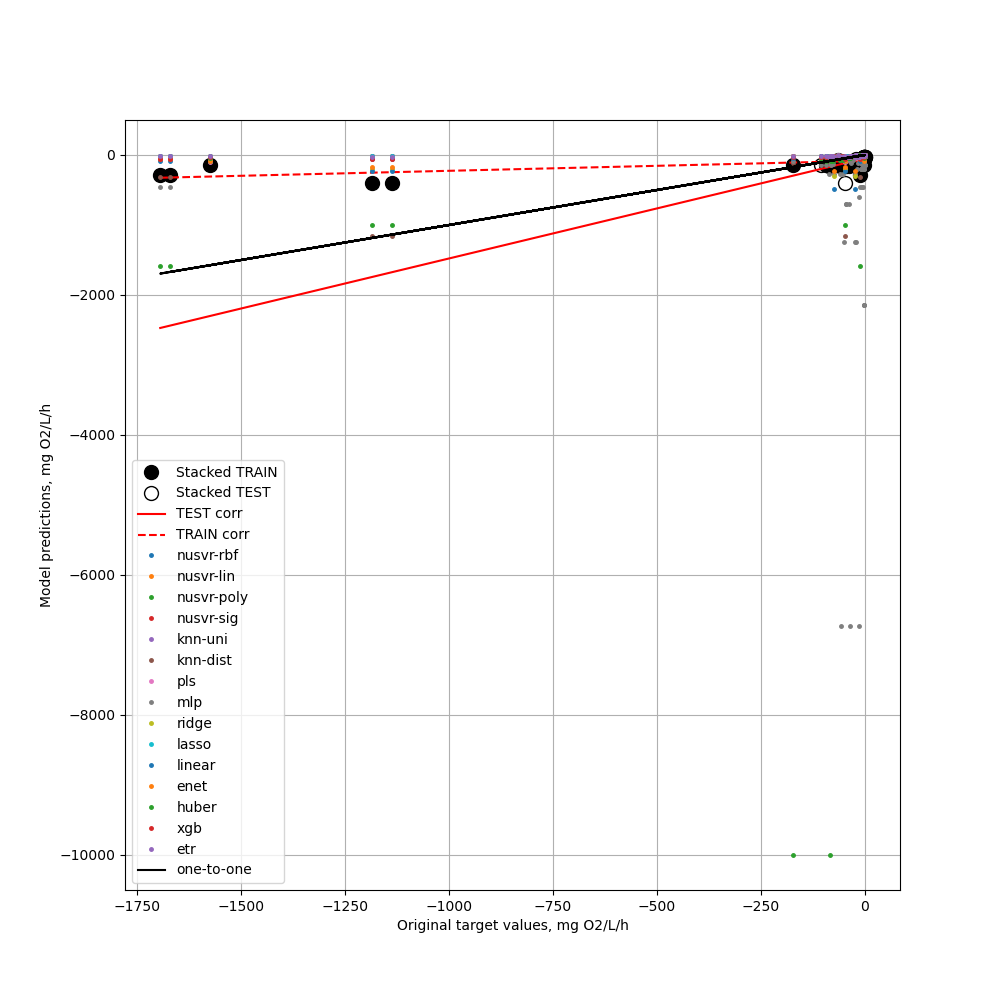 0
−2000
−4000
−6000
−8000
−10000
Model predictions, mg O2/L/h
Stacked TRAIN
Stacked TEST
TEST corr
TRAIN corr
nusvr-rbf
nusvr-lin
nusvr-poly
nusvr-sig
knn-uni
knn-dist
pls
mlp
ridge
lasso
linear
enet
huber
xgb
etr
one-to-one
−1750 −1500 −1250 −1000 −750 −500 −250 0
Original target values, mg O2/L/h